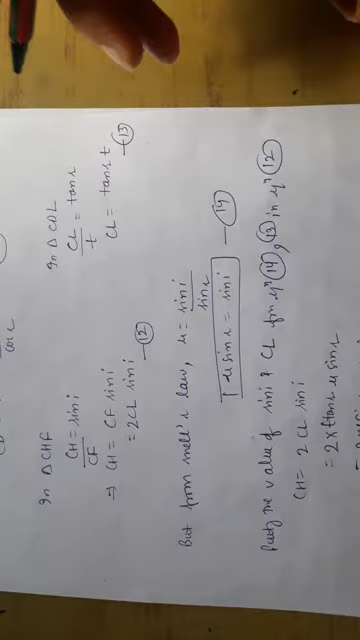 cos r
In Δ CHF
CH/CF = sin i
⇒ CH = CF sin i
= 2CL sin i —(12)
In Δ COL
CL/t = tan r
CL = tan r t —(13)
But from snell's law, μ = sin i / sin r
μ sin r = sin i —(14)
Put the value of sin i & CL from eqⁿ (14), (13) in eqⁿ (12)
CH = 2 CL sin i
= 2 x t tan r μ sin r